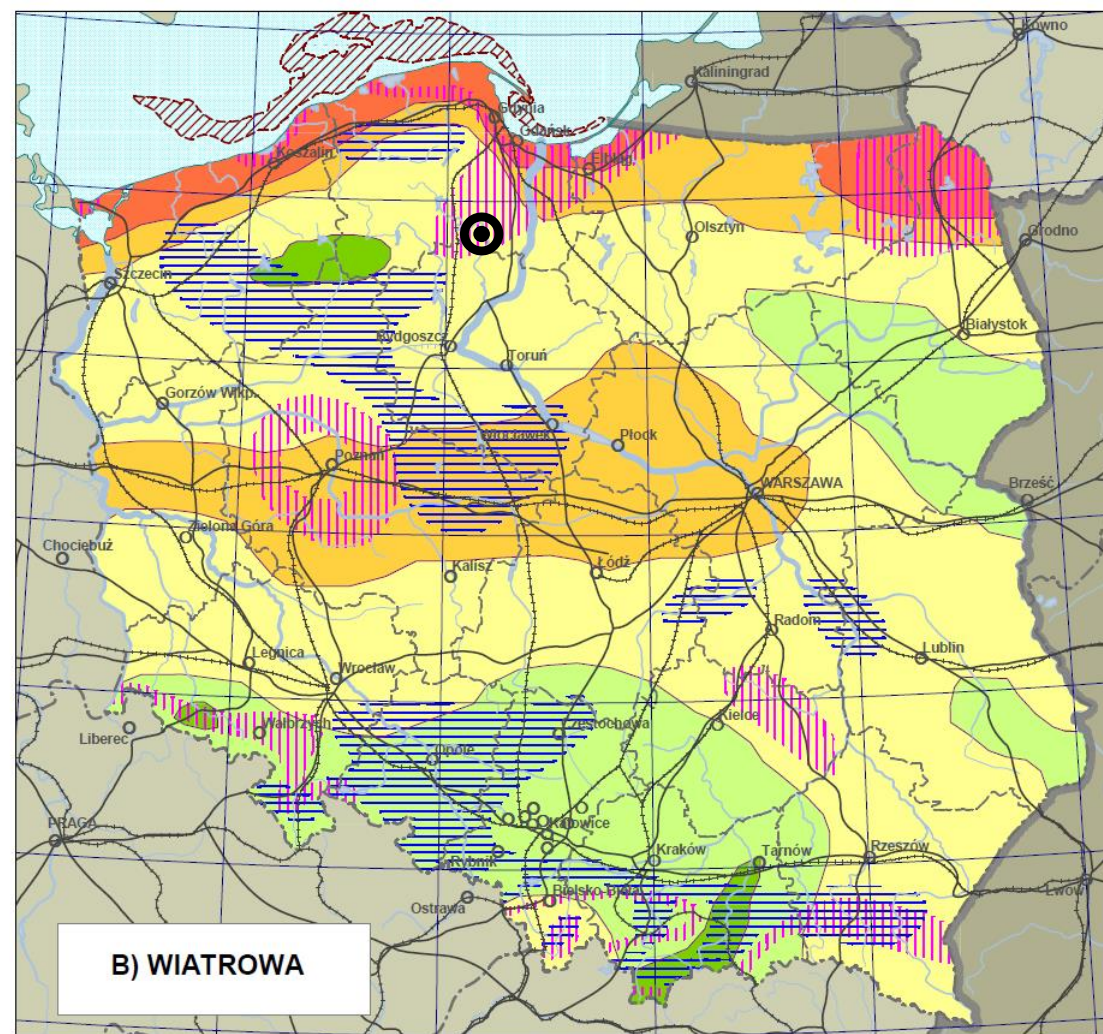 Kowno
Kaliningrad
Gdynia
Gdańsk
Koszalin
Elbląg
Olsztyn
Grodno
Szczecin
Białystok
Bydgoszcz
Toruń
Gorzów Wlkp.
Włocławek
Płock
Poznań
WARSZAWA
Brześć
Zielona Góra
Chociebuż
Kalisz
Łódź
Radom
Legnica
Lublin
Wrocław
Kielce
Liberec
Wałbrzych
Częstochowa
Opole
PRAGA
Katowice
Rybnik
Kraków
Tarnów
Rzeszów
Lwów
Bielsko Biała
Ostrawa
B) WIATROWA